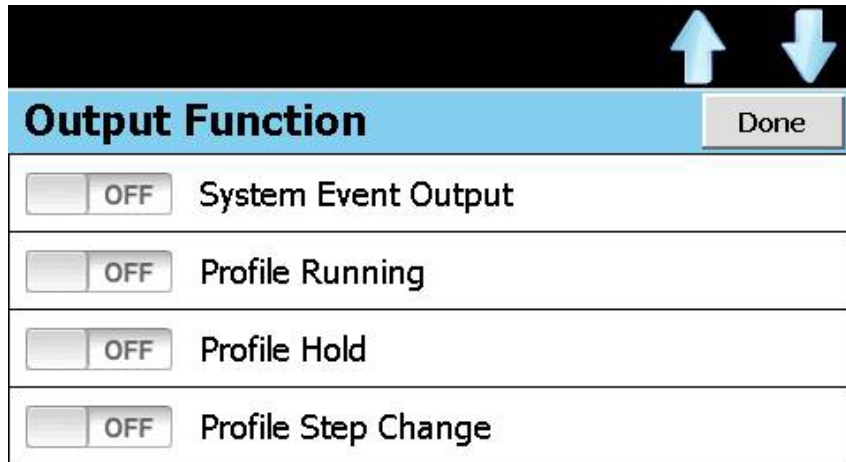 Output Function
Done
OFF System Event Output
OFF Profile Running
OFF Profile Hold
OFF Profile Step Change